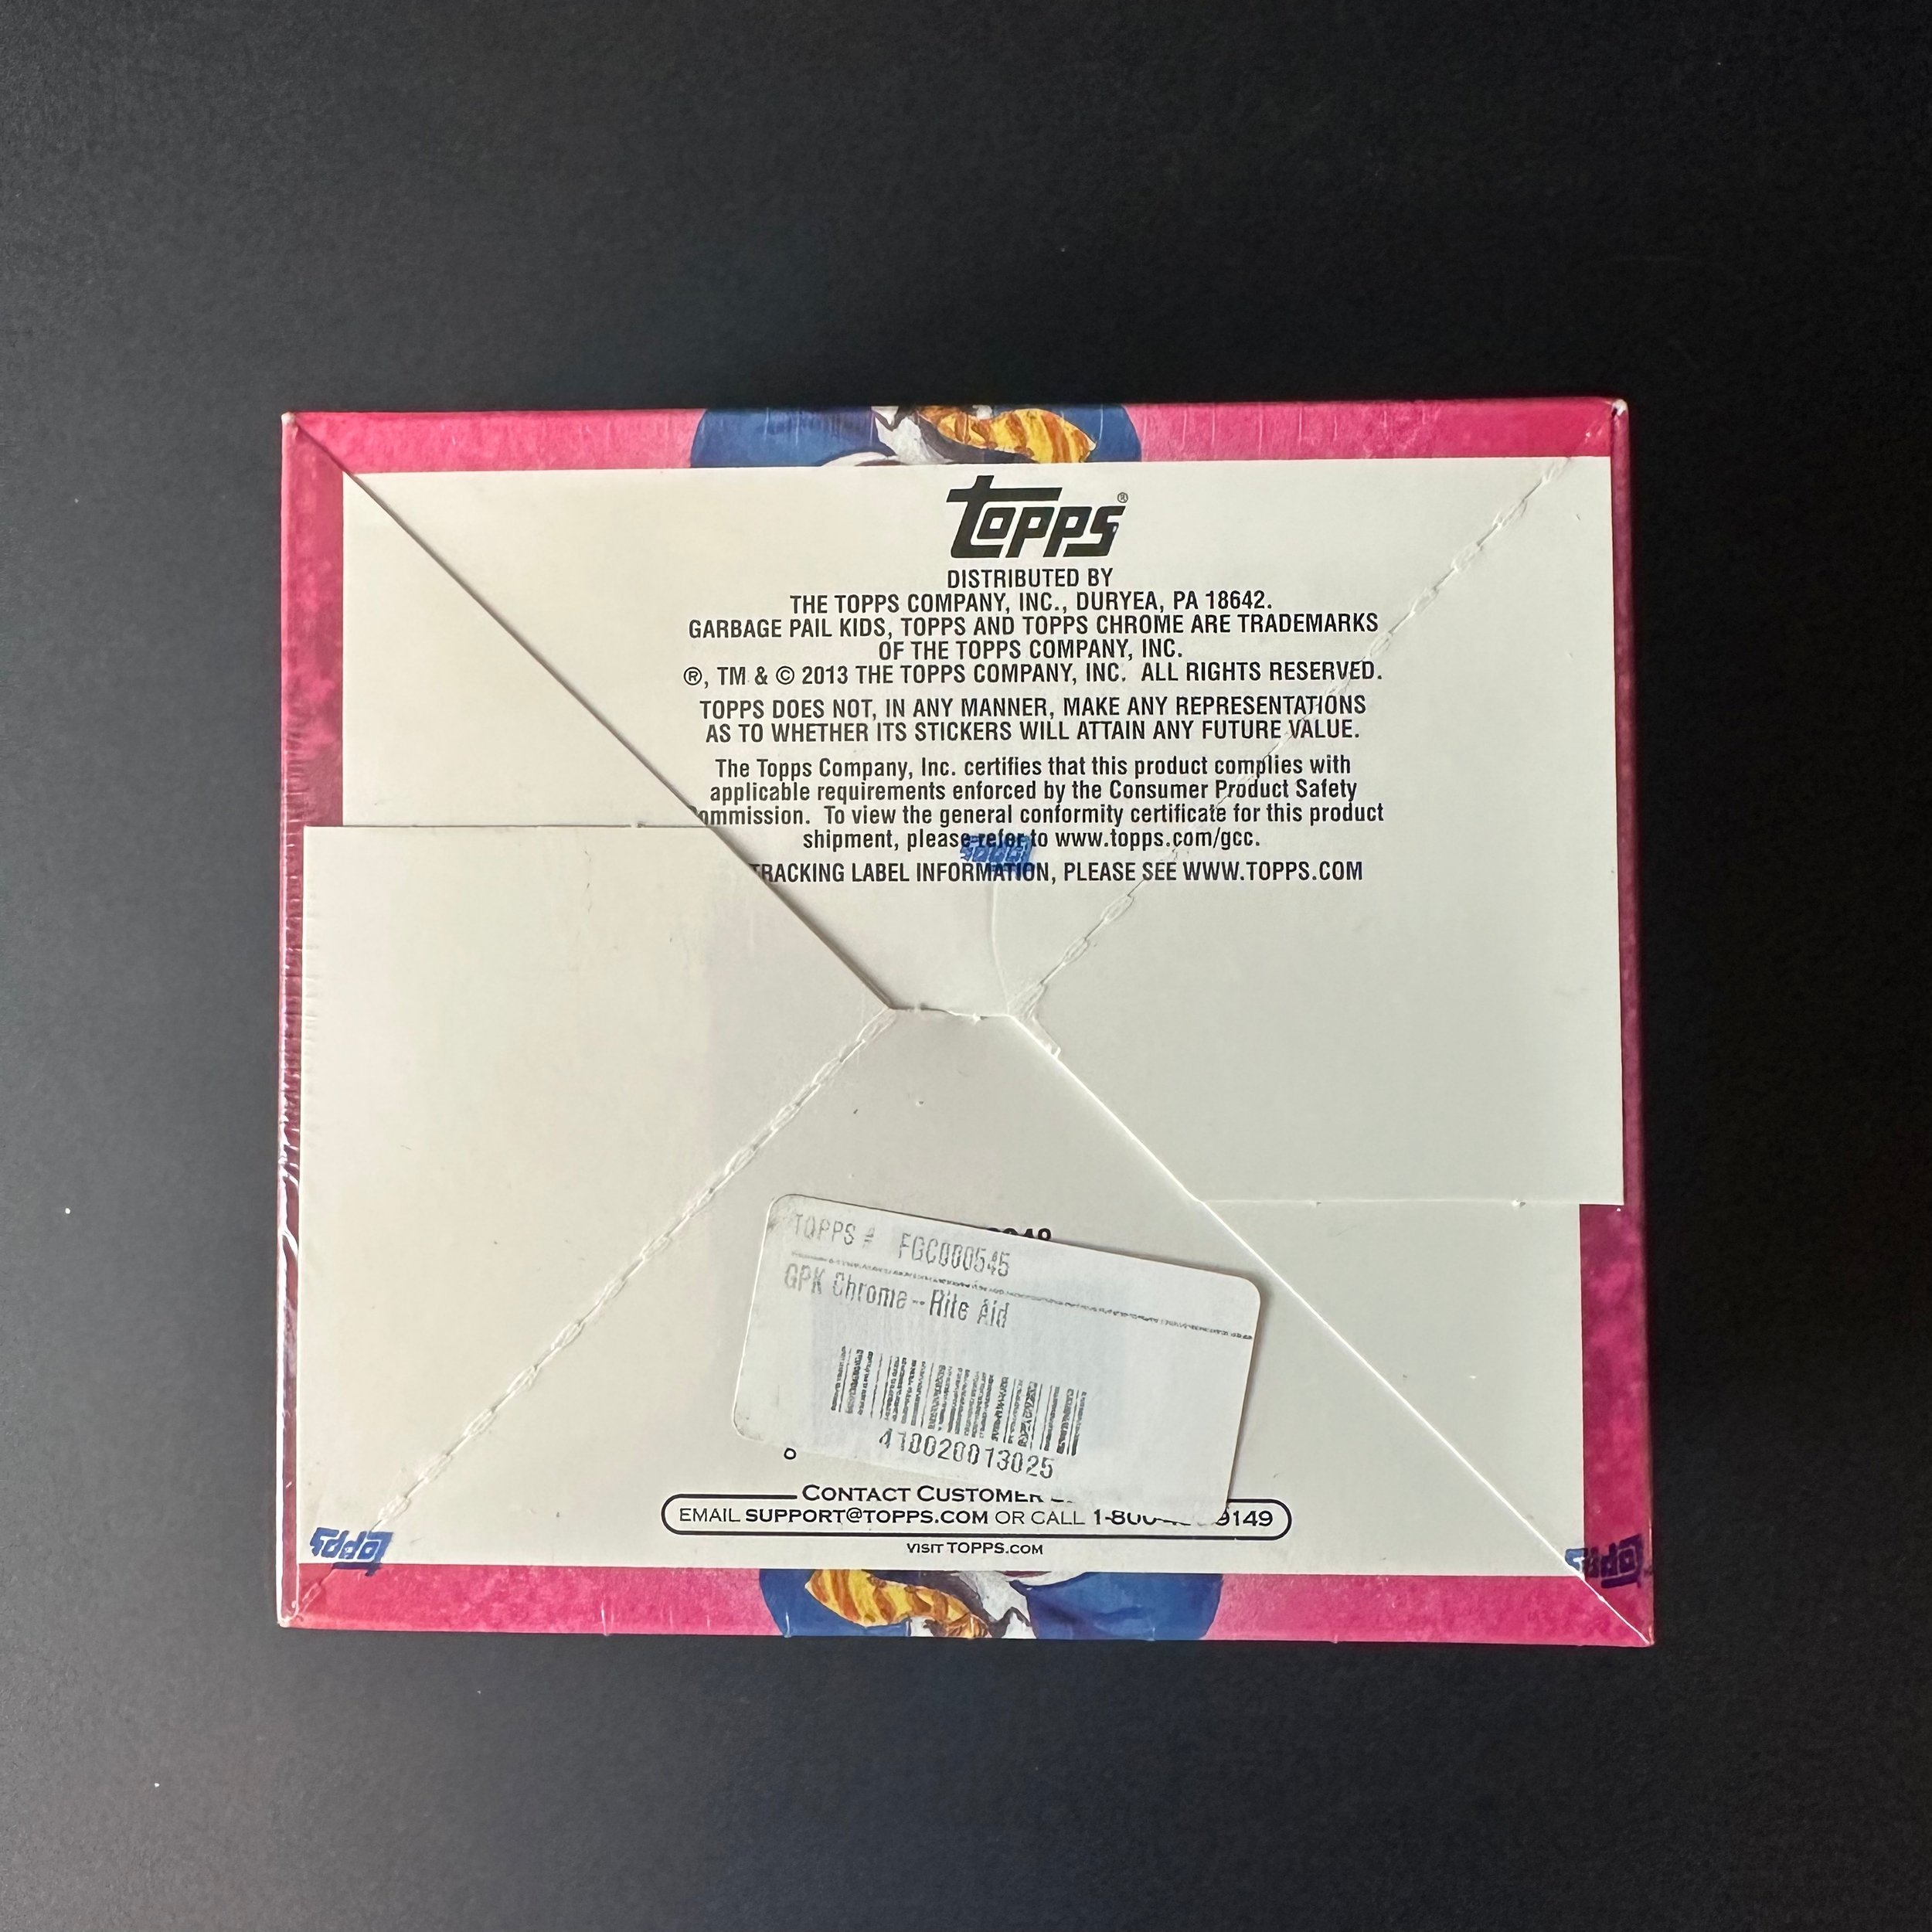 TOPPS®
DISTRIBUTED BY
THE TOPPS COMPANY, INC., DURYEA, PA 18642.
GARBAGE PAIL KIDS, TOPPS AND TOPPS CHROME ARE TRADEMARKS
OF THE TOPPS COMPANY, INC.
®, TM & © 2013 THE TOPPS COMPANY, INC. ALL RIGHTS RESERVED.
TOPPS DOES NOT, IN ANY MANNER, MAKE ANY REPRESENTATIONS
AS TO WHETHER ITS STICKERS WILL ATTAIN ANY FUTURE VALUE.
The Topps Company, Inc. certifies that this product complies with
applicable requirements enforced by the Consumer Product Safety
ommission. To view the general conformity certificate for this product
shipment, please refer to www.topps.com/gcc.
TRACKING LABEL INFORMATION, PLEASE SEE WWW.TOPPS.COM
TOPPS
TOPPS # FGC000545
GPK Chrome -- Rite Aid
410020013025
0
CONTACT CUSTOMER
EMAIL SUPPORT@TOPPS.COM OR CALL 1-800- 9149
VISIT TOPPS.COM
TOPPS
TOPPS